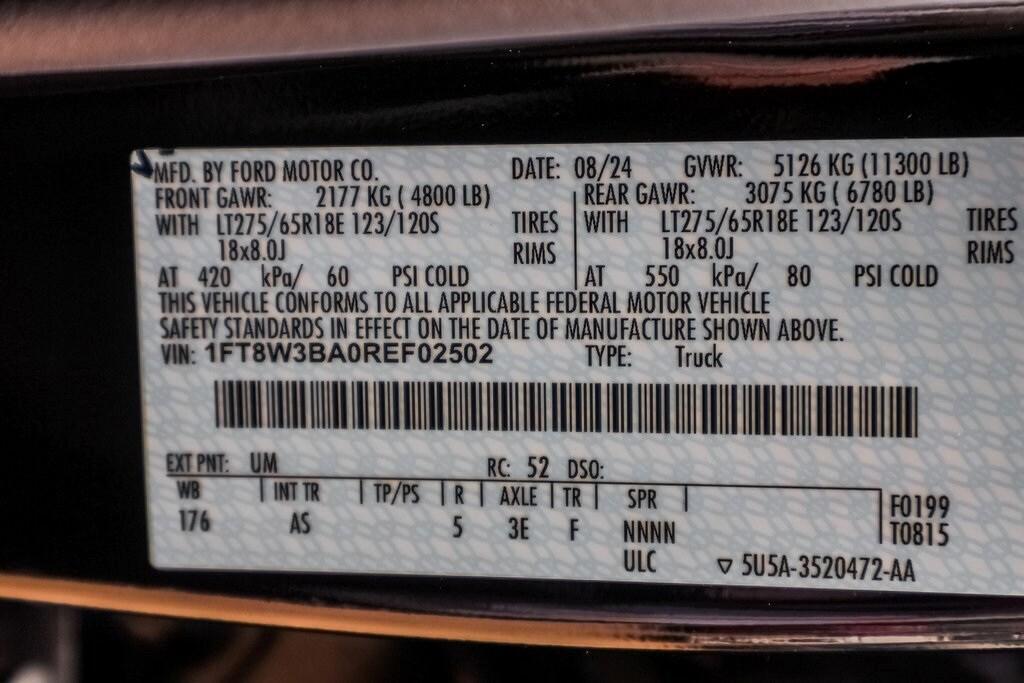 MFD. BY FORD MOTOR CO. DATE: 08/24 GVWR: 5126 KG (11300 LB)
FRONT GAWR: 2177 KG ( 4800 LB) REAR GAWR: 3075 KG ( 6780 LB)
WITH LT275/65R18E 123/120S TIRES WITH LT275/65R18E 123/120S TIRES
18x8.0J RIMS 18x8.0J RIMS
AT 420 kPa/ 60 PSI COLD AT 550 kPa/ 80 PSI COLD
THIS VEHICLE CONFORMS TO ALL APPLICABLE FEDERAL MOTOR VEHICLE
SAFETY STANDARDS IN EFFECT ON THE DATE OF MANUFACTURE SHOWN ABOVE.
VIN: 1FT8W3BA0REF02502 TYPE: Truck
EXT PNT: UM RC: 52 DSO:
WB INT TR TP/PS R AXLE TR SPR F0199
176 AS 5 3E F NNNN T0815
ULC ▽ 5U5A-3520472-AA